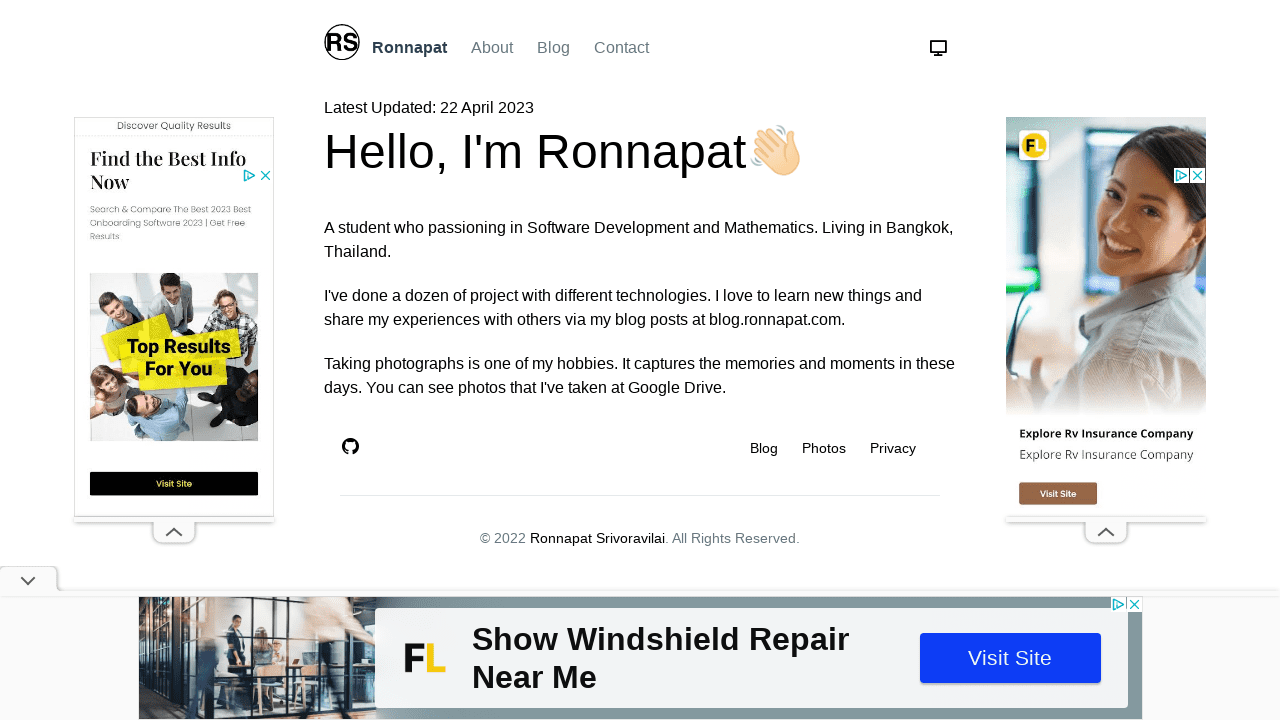 RS Ronnapat About Blog Contact
Latest Updated: 22 April 2023
Hello, I'm Ronnapat
A student who passioning in Software Development and Mathematics. Living in Bangkok,
Thailand.
I've done a dozen of project with different technologies. I love to learn new things and
share my experiences with others via my blog posts at blog.ronnapat.com.
Taking photographs is one of my hobbies. It captures the memories and moments in these
days. You can see photos that I've taken at Google Drive.
Blog Photos Privacy
© 2022 Ronnapat Srivoravilai. All Rights Reserved.
Discover Quality Results
Find the Best Info
Now
Search & Compare The Best 2023 Best
Onboarding Software 2023 | Get Free
Results
Top Results
For You
Visit Site
FL
Explore Rv Insurance Company
Explore Rv Insurance Company
Visit Site
FL
Show Windshield Repair
Near Me
Visit Site